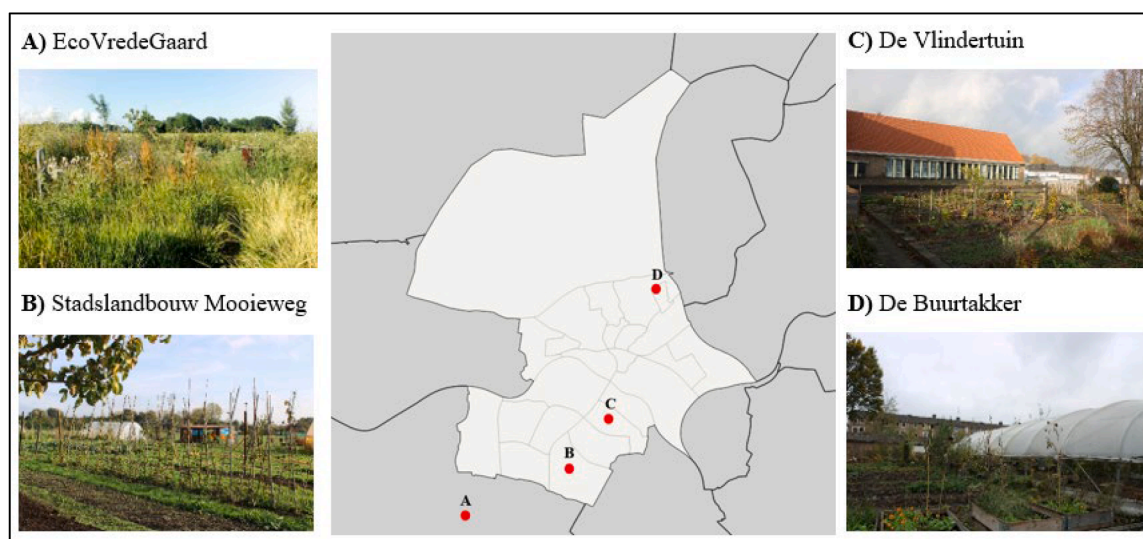 A) EcoVredeGaard
B) Stadslandbouw Mooieweg
C) De Vlindertuin
D) De Buurtakker
D
C
B
A